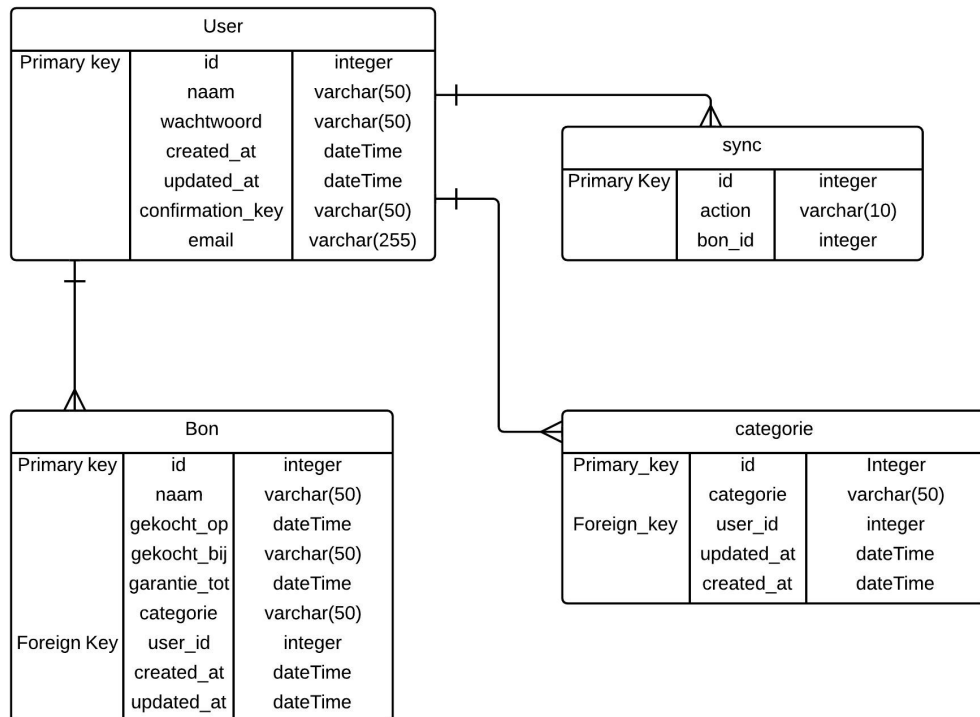 User
Primary key id integer
naam varchar(50)
wachtwoord varchar(50)
created_at dateTime
updated_at dateTime
confirmation_key varchar(50)
email varchar(255)
sync
Primary Key id integer
action varchar(10)
bon_id integer
Bon
Primary key id integer
naam varchar(50)
gekocht_op dateTime
gekocht_bij varchar(50)
garantie_tot dateTime
categorie varchar(50)
Foreign Key user_id integer
created_at dateTime
updated_at dateTime
categorie
Primary_key id Integer
categorie varchar(50)
Foreign_key user_id integer
updated_at dateTime
created_at dateTime